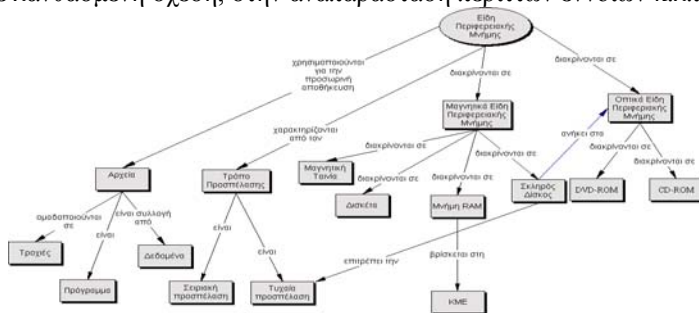 Είδη
Περιφερειακής
Μνήμης
χρησιμοποιούνται
για την
προσωρινή
αποθήκευση
διακρίνονται σε
διακρίνονται σε
Μαγνητικά Είδη
Περιφερειακής
Μνήμης
Οπτικά Είδη
Περιφερειακής
Μνήμης
χαρακτηρίζονται
από τον
ανήκει στα
διακρίνονται σε
διακρίνονται σε
διακρίνονται σε
διακρίνονται σε
διακρίνονται σε
διακρίνονται σε
Αρχεία
Τρόπο
Προσπέλασης
Μαγνητική
Ταινία
Σκληρός
Δίσκος
DVD-ROM
CD-ROM
Δισκέτα
Μνήμη RAM
ομαδοποιούνται
σε
είναι συλλογή
από
είναι
είναι
είναι
Τροχιές
Δεδομένα
επιτρέπει την
βρίσκεται στη
Πρόγραμμα
Σειριακή
προσπέλαση
Τυχαία
προσπέλαση
ΚΜΕ